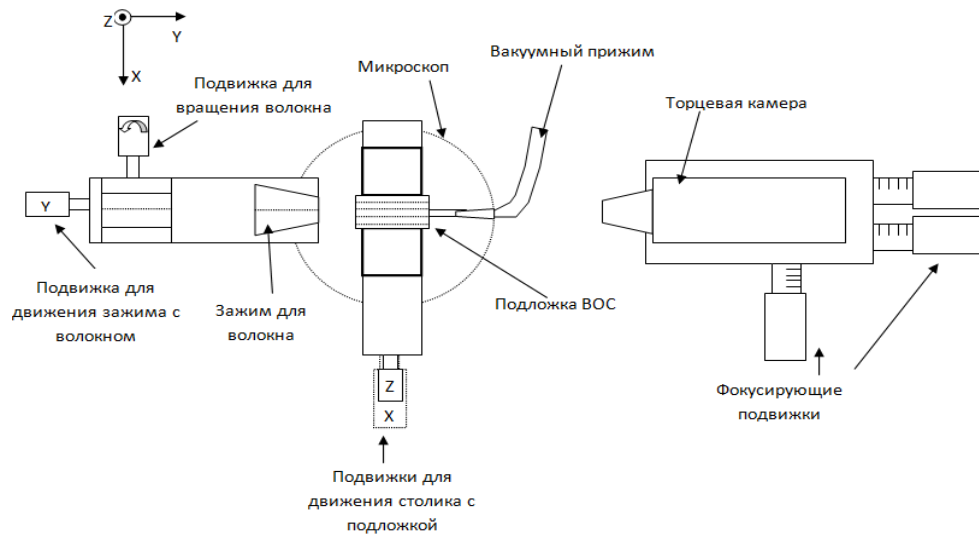 Z
Y
X
Подвижка для
вращения волокна
Микроскоп
Вакуумный прижим
Торцевая камера
Y
Подвижка для
движения зажима с
волокном
Зажим для
волокна
Подложка ВОС
Z
X
Фокусирующие
подвижки
Подвижки для
движения столика с
подложкой